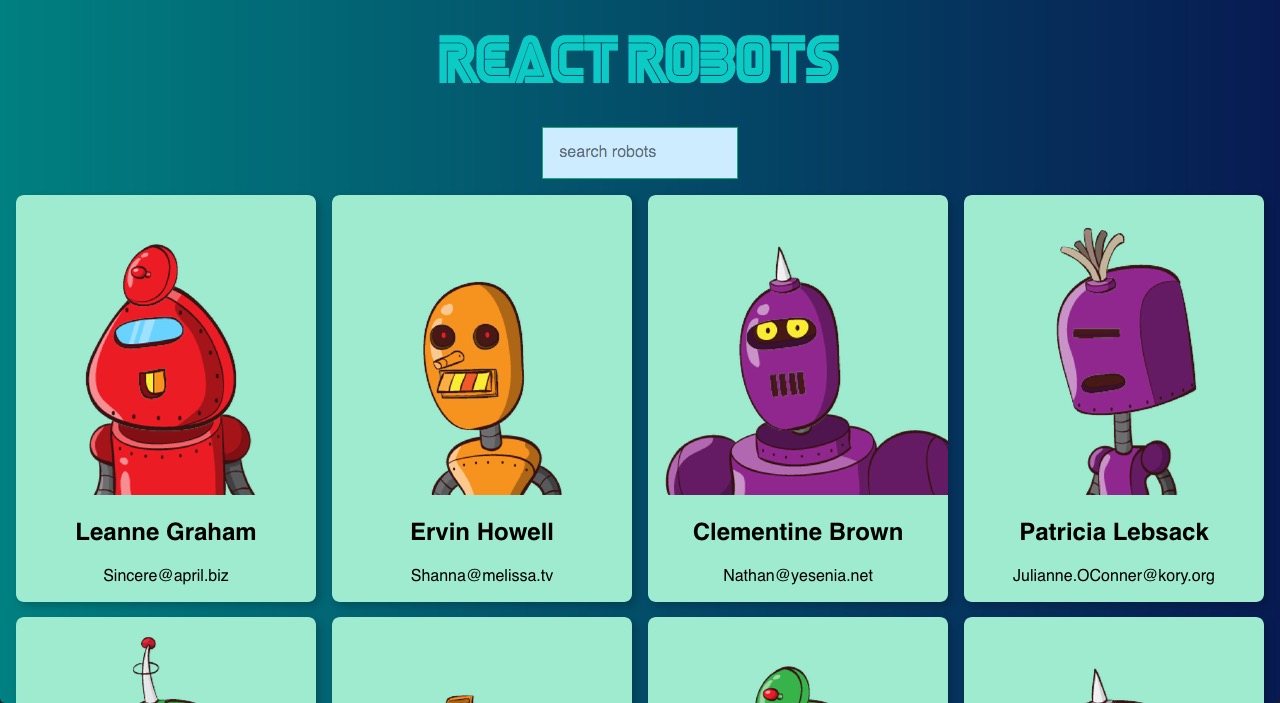 REACT ROBOTS
search robots
Leanne Graham
Sincere@april.biz
Ervin Howell
Shanna@melissa.tv
Clementine Brown
Nathan@yesenia.net
Patricia Lebsack
Julianne.OConner@kory.org